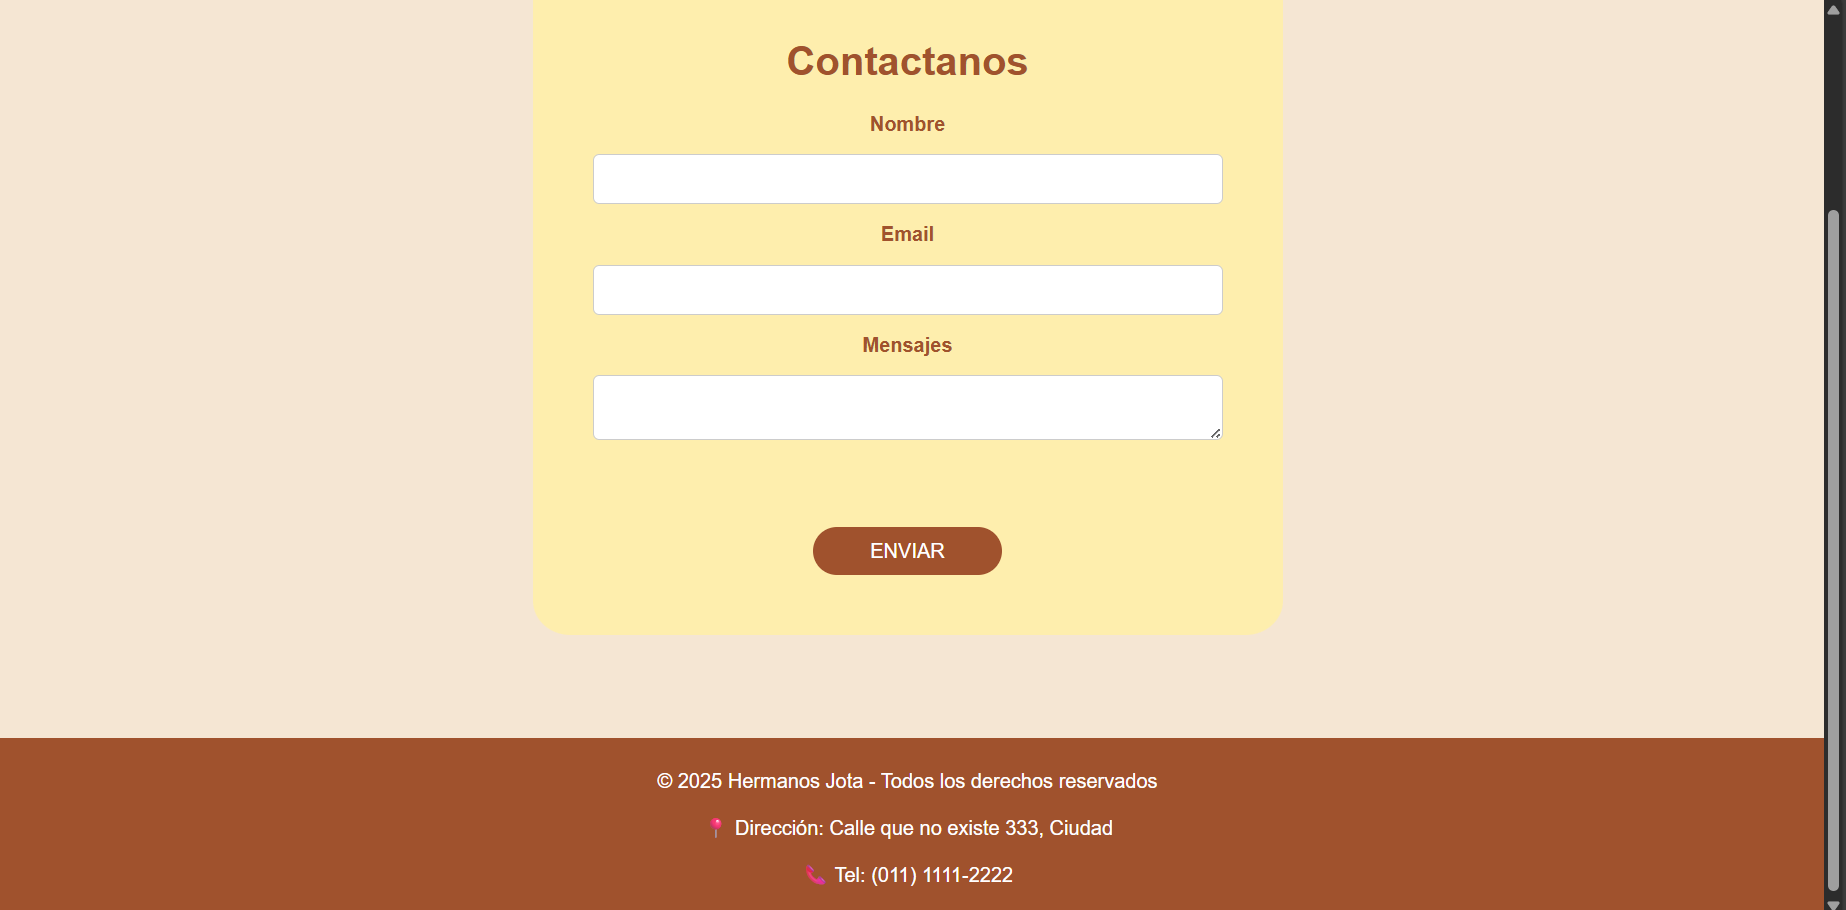 Contactanos
Nombre
Email
Mensajes
ENVIAR
© 2025 Hermanos Jota - Todos los derechos reservados
📍 Dirección: Calle que no existe 333, Ciudad
📞 Tel: (011) 1111-2222